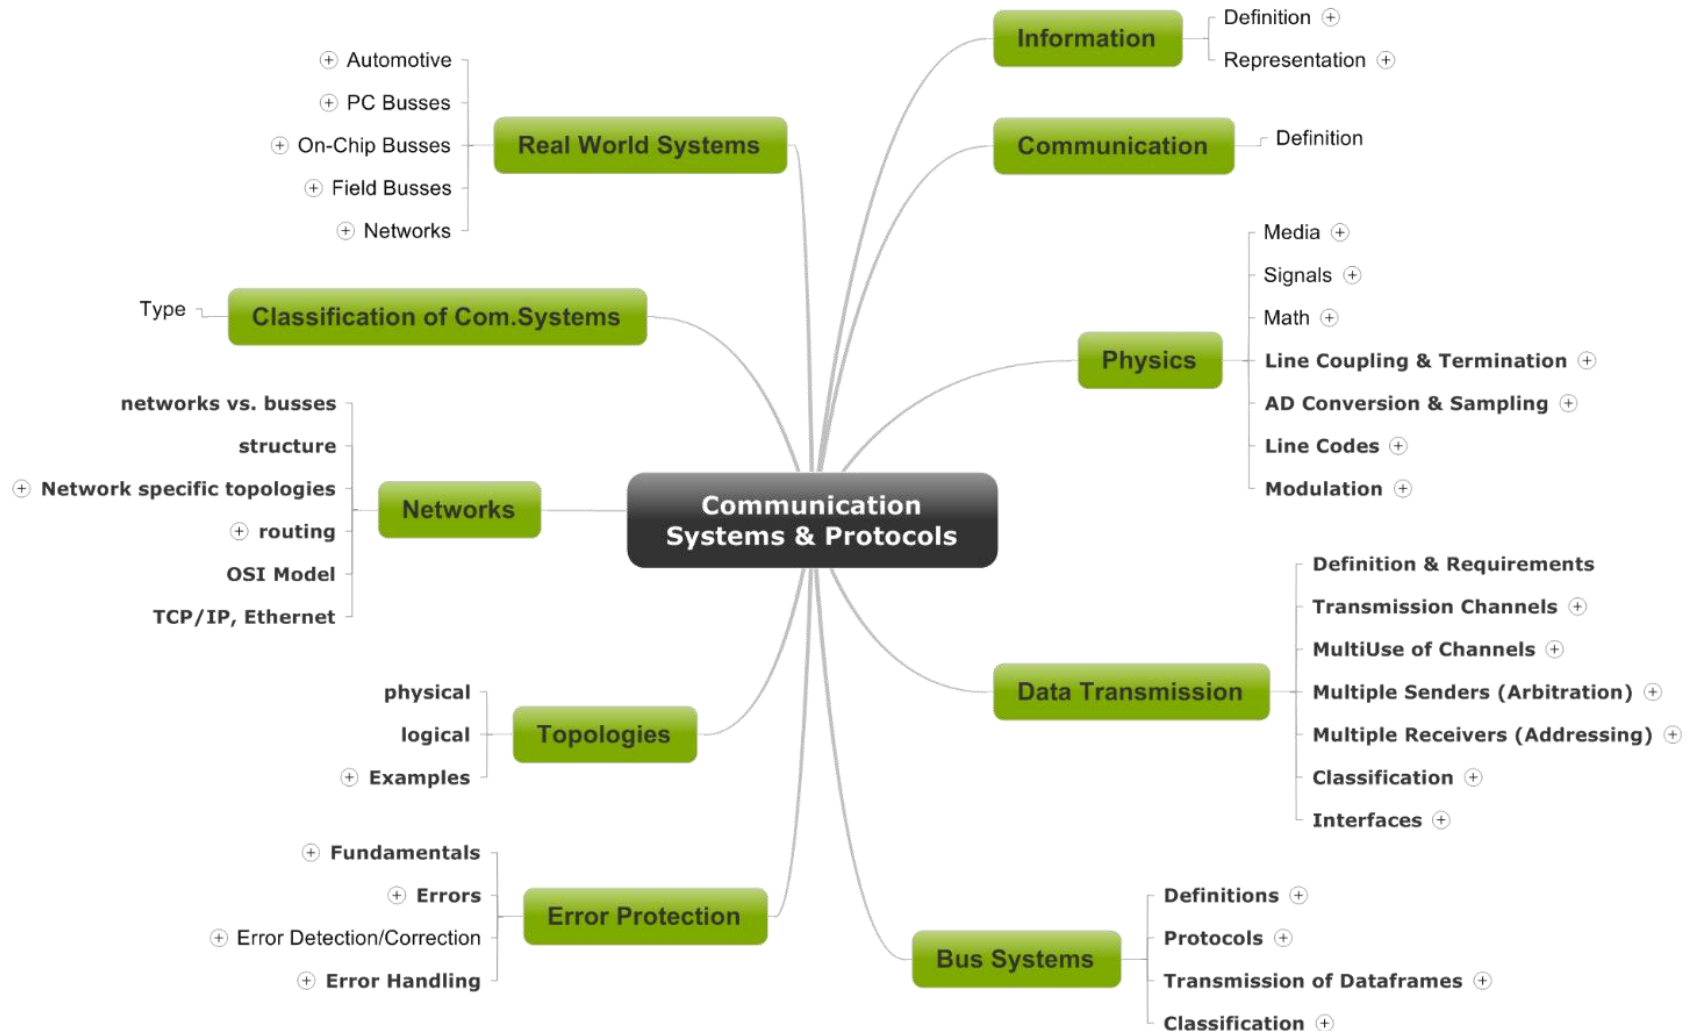 Communication
Systems & Protocols
Information
Definition
Representation
Communication
Definition
Physics
Media
Signals
Math
Line Coupling & Termination
AD Conversion & Sampling
Line Codes
Modulation
Data Transmission
Definition & Requirements
Transmission Channels
MultiUse of Channels
Multiple Senders (Arbitration)
Multiple Receivers (Addressing)
Classification
Interfaces
Bus Systems
Definitions
Protocols
Transmission of Dataframes
Classification
Real World Systems
Automotive
PC Busses
On-Chip Busses
Field Busses
Networks
Classification of Com.Systems
Type
Networks
networks vs. busses
structure
Network specific topologies
routing
OSI Model
TCP/IP, Ethernet
Topologies
physical
logical
Examples
Error Protection
Fundamentals
Errors
Error Detection/Correction
Error Handling